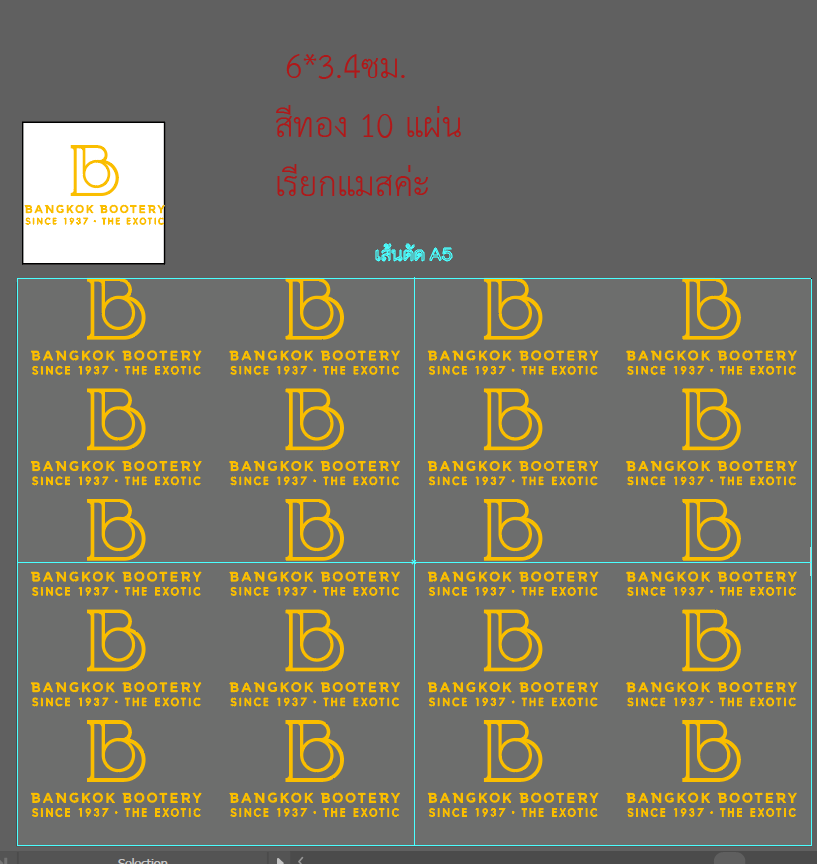 6*3.4ซม.
สีทอง 10 แผ่น
เรียกแมสค่ะ
B
BANGKOK BOOTERY
SINCE 1937 · THE EXOTIC
เส้นตัด A5
B B B B
BANGKOK BOOTERY BANGKOK BOOTERY BANGKOK BOOTERY BANGKOK BOOTERY
SINCE 1937 · THE EXOTIC SINCE 1937 · THE EXOTIC SINCE 1937 · THE EXOTIC SINCE 1937 · THE EXOTIC
B B B B
BANGKOK BOOTERY BANGKOK BOOTERY BANGKOK BOOTERY BANGKOK BOOTERY
SINCE 1937 · THE EXOTIC SINCE 1937 · THE EXOTIC SINCE 1937 · THE EXOTIC SINCE 1937 · THE EXOTIC
B B B B
BANGKOK BOOTERY BANGKOK BOOTERY BANGKOK BOOTERY BANGKOK BOOTERY
SINCE 1937 · THE EXOTIC SINCE 1937 · THE EXOTIC SINCE 1937 · THE EXOTIC SINCE 1937 · THE EXOTIC
B B B B
BANGKOK BOOTERY BANGKOK BOOTERY BANGKOK BOOTERY BANGKOK BOOTERY
SINCE 1937 · THE EXOTIC SINCE 1937 · THE EXOTIC SINCE 1937 · THE EXOTIC SINCE 1937 · THE EXOTIC
B B B B
BANGKOK BOOTERY BANGKOK BOOTERY BANGKOK BOOTERY BANGKOK BOOTERY
SINCE 1937 · THE EXOTIC SINCE 1937 · THE EXOTIC SINCE 1937 · THE EXOTIC SINCE 1937 · THE EXOTIC
Selection